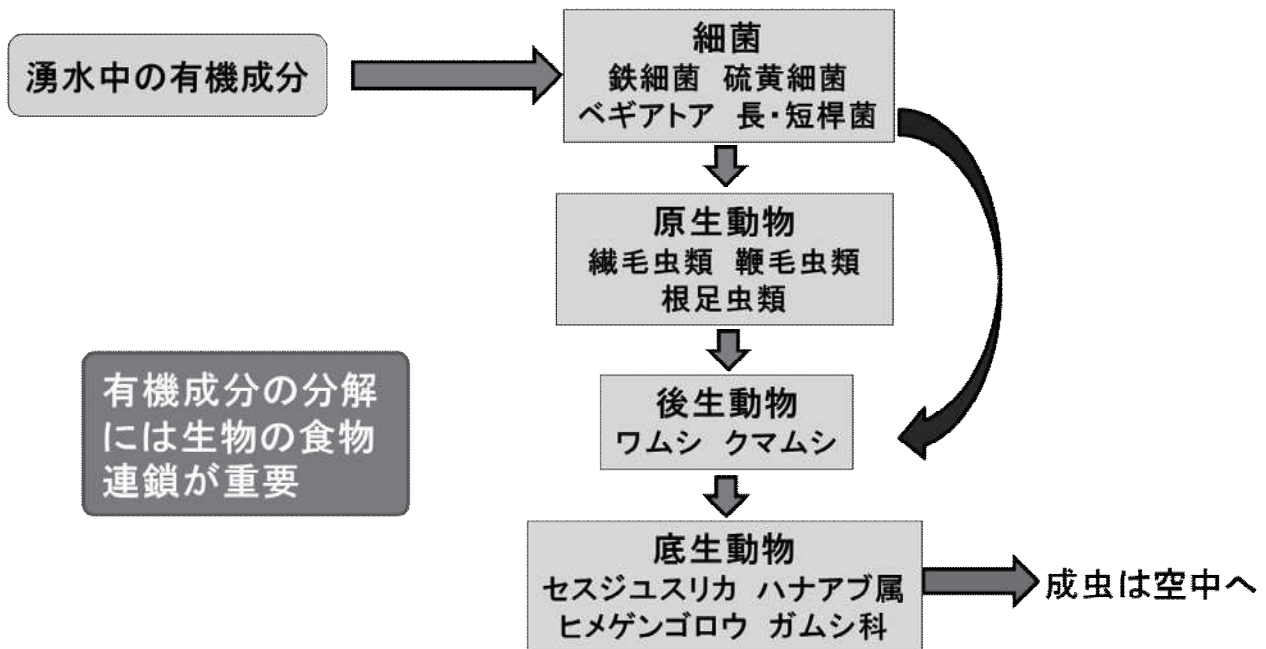 湧水中の有機成分
細菌
鉄細菌 硫黄細菌
ベギアトア 長・短桿菌
原生動物
繊毛虫類 鞭毛虫類
根足虫類
有機成分の分解
には生物の食物
連鎖が重要
後生動物
ワムシ クマムシ
底生動物
セスジユスリカ ハナアブ属
ヒメゲンゴロウ ガムシ科
成虫は空中へ